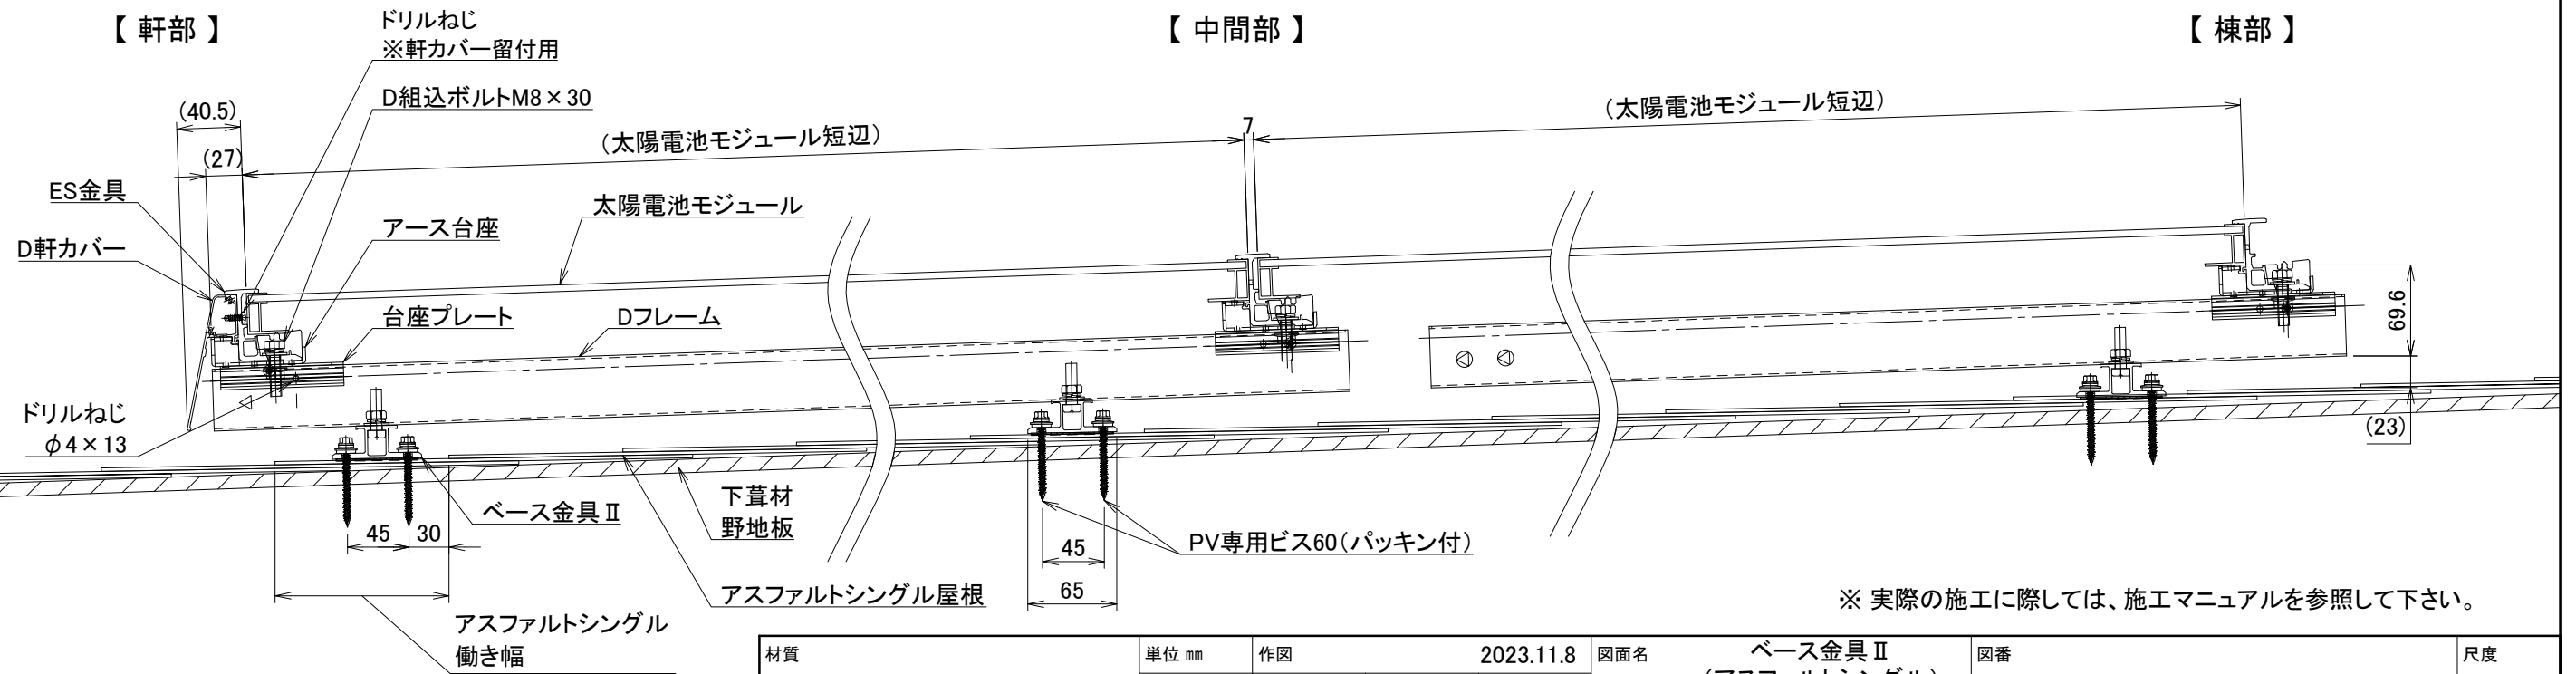 【 軒部 】
【 中間部 】
【 棟部 】
ドリルねじ
※軒カバー留付用
D組込ボルトM8×30
(40.5)
(27)
(太陽電池モジュール短辺)
7
(太陽電池モジュール短辺)
ES金具
D軒カバー
アース台座
太陽電池モジュール
台座プレート
Dフレーム
69.6
(23)
ドリルねじ
φ4×13
ベース金具Ⅱ
下葺材
野地板
45
30
PV専用ビス60(パッキン付)
45
65
アスファルトシングル屋根
アスファルトシングル
働き幅
※ 実際の施工に際しては、施工マニュアルを参照して下さい。
材質
単位 ㎜
作図
2023.11.8
図面名
ベース金具Ⅱ
(アスファルトシングル)
図番
尺度